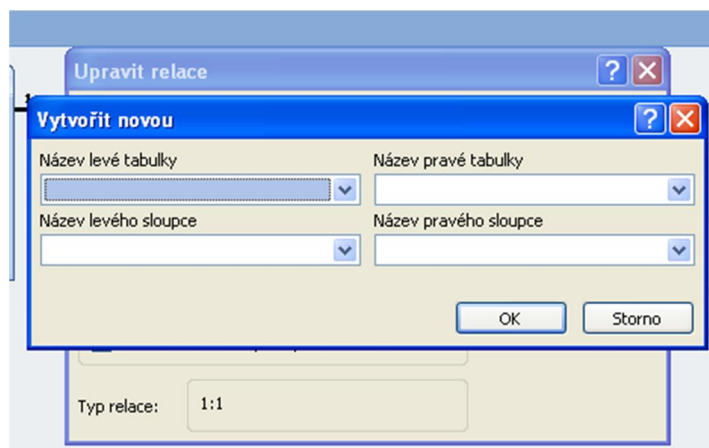 Upravit relace
Vytvořit novou
Název levé tabulky
Název pravé tabulky
Název levého sloupce
Název pravého sloupce
OK
Storno
Typ relace:
1:1